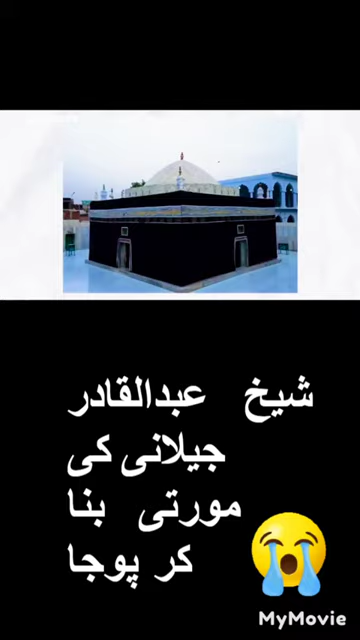 شیخ عبدالقادر
جیلانی کی
مورتی بنا
کر پوجا
MyMovie